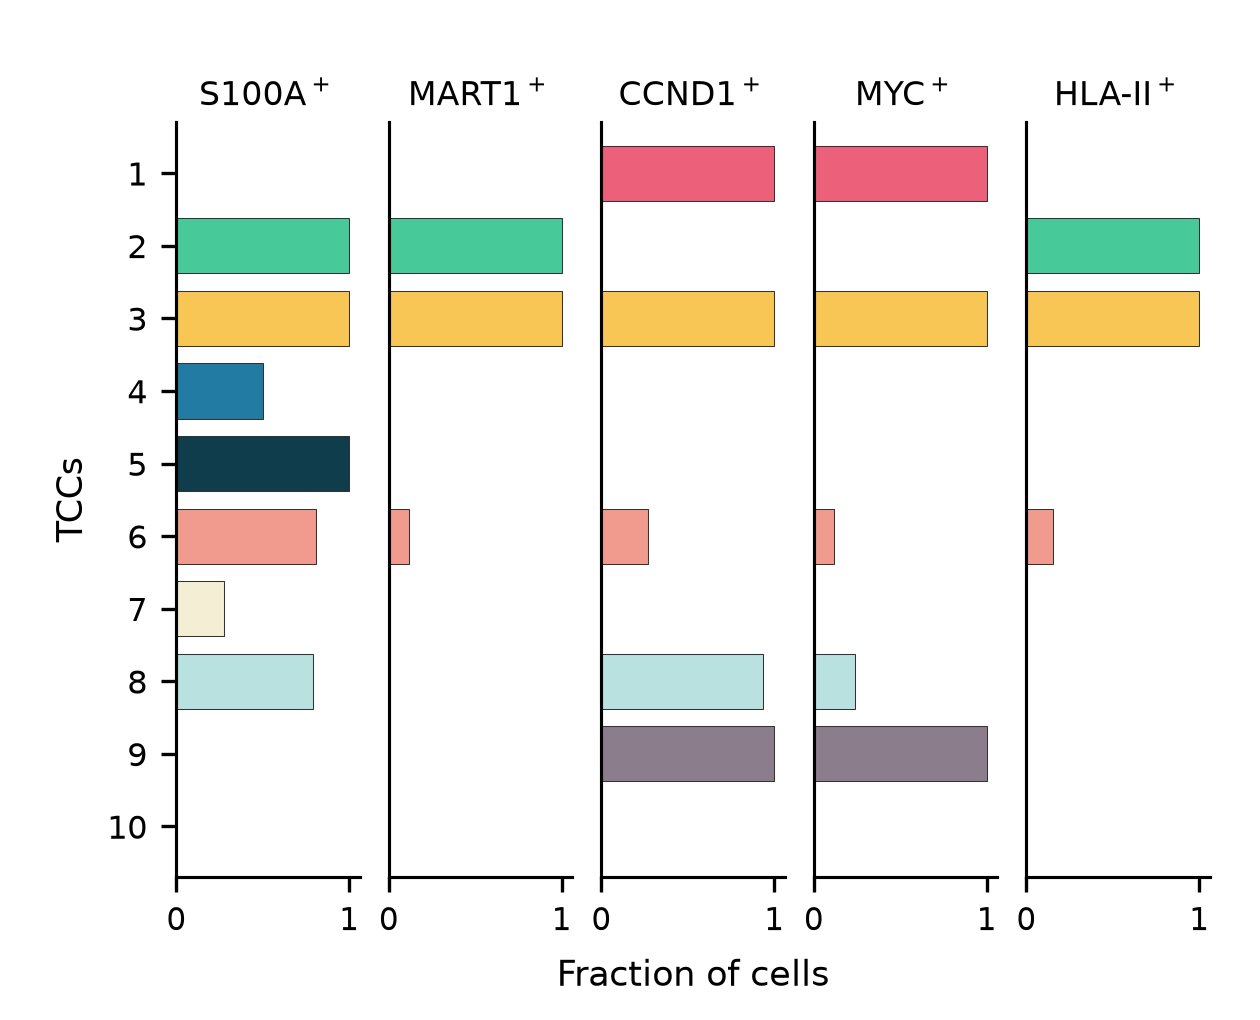 S100A⁺ MART1⁺ CCND1⁺ MYC⁺ HLA-II⁺
1
2
3
4
5
6
7
8
9
10
TCCs
0 1 0 1 0 1 0 1 0 1
Fraction of cells